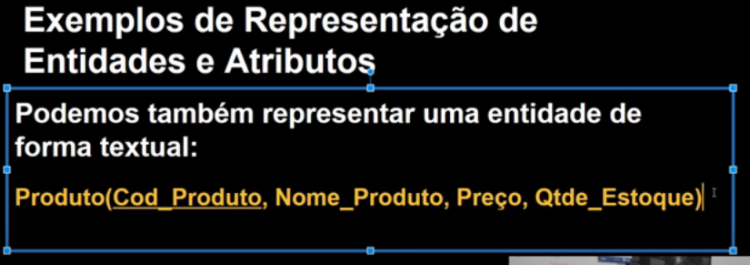 Exemplos de Representação de
Entidades e Atributos
Podemos também representar uma entidade de
forma textual:
Produto(Cod_Produto, Nome_Produto, Preço, Qtde_Estoque)